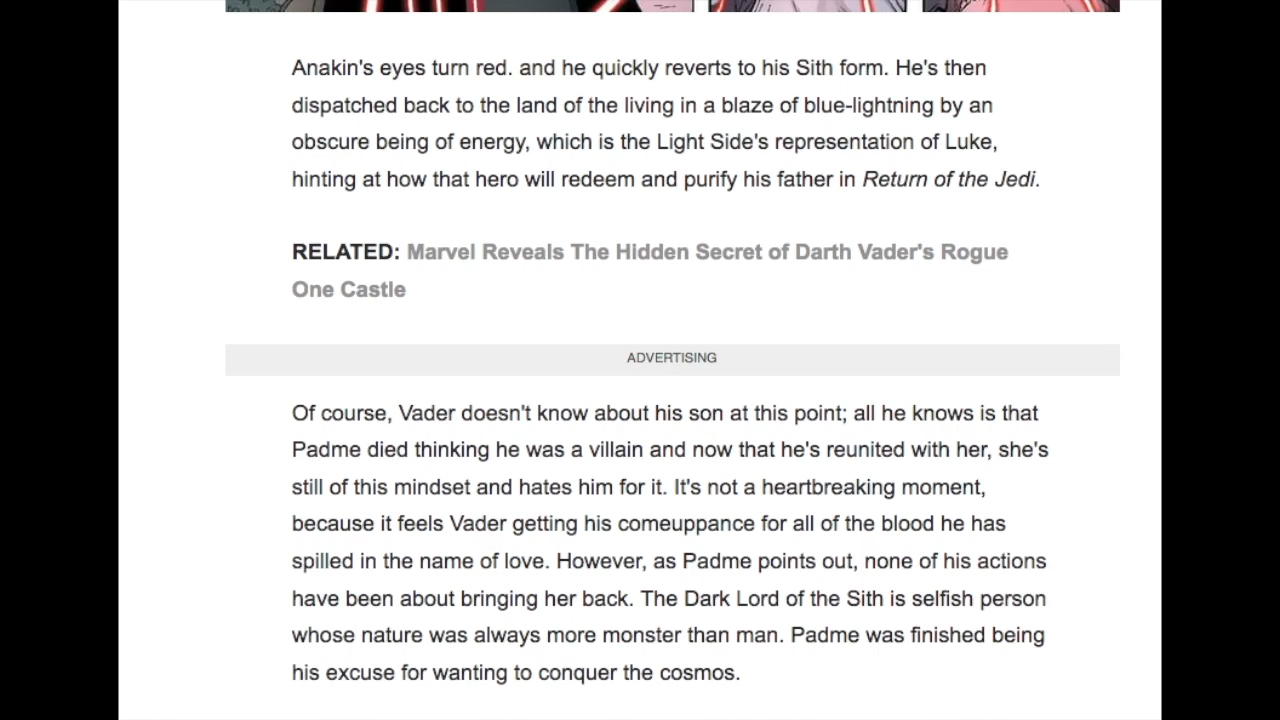 Anakin's eyes turn red. and he quickly reverts to his Sith form. He's then
dispatched back to the land of the living in a blaze of blue-lightning by an
obscure being of energy, which is the Light Side's representation of Luke,
hinting at how that hero will redeem and purify his father in Return of the Jedi.
RELATED: Marvel Reveals The Hidden Secret of Darth Vader's Rogue
One Castle
ADVERTISING
Of course, Vader doesn't know about his son at this point; all he knows is that
Padme died thinking he was a villain and now that he's reunited with her, she's
still of this mindset and hates him for it. It's not a heartbreaking moment,
because it feels Vader getting his comeuppance for all of the blood he has
spilled in the name of love. However, as Padme points out, none of his actions
have been about bringing her back. The Dark Lord of the Sith is selfish person
whose nature was always more monster than man. Padme was finished being
his excuse for wanting to conquer the cosmos.